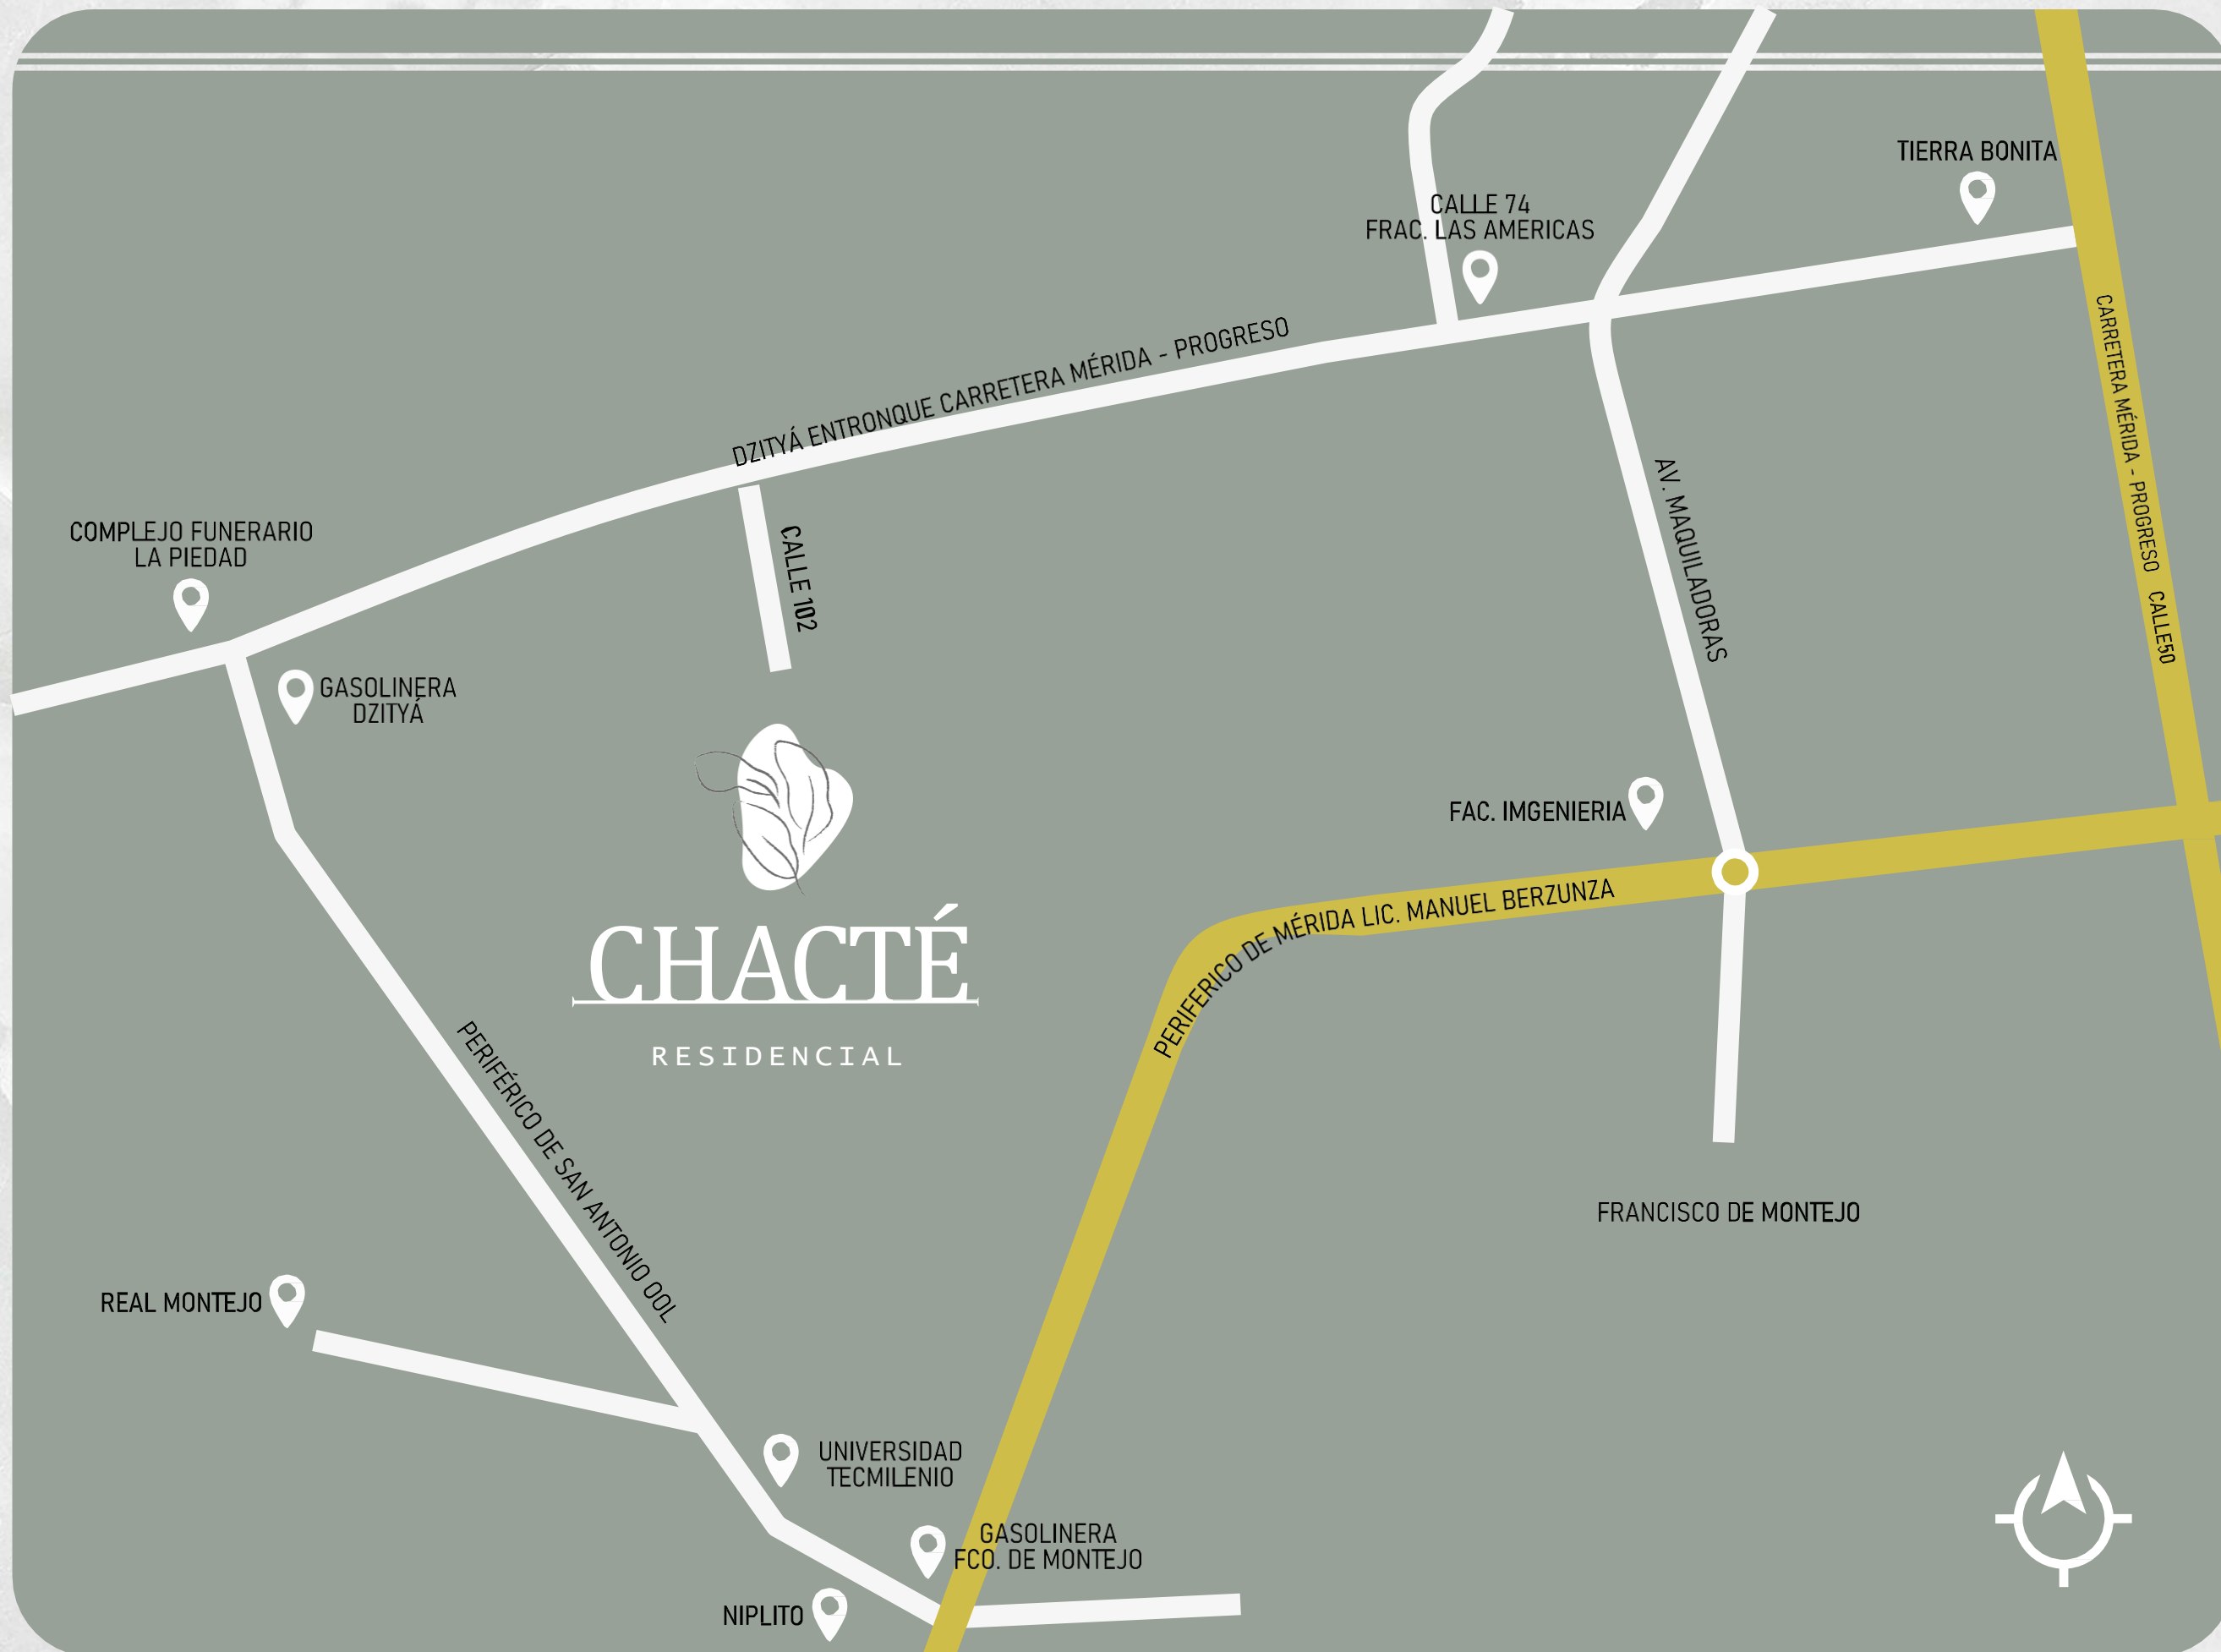 TIERRA BONITA
CALLE 74
FRAC. LAS AMERICAS
DZITYÁ ENTRONQUE CARRETERA MÉRIDA - PROGRESO
CARRETERA MÉRIDA - PROGRESO CALLE50
AV. MAQUILADORAS
COMPLEJO FUNERARIO
LA PIEDAD
CALLE 102
GASOLINERA
DZITYÁ
FAC. IMGENIERIA
PERIFERICO DE MÉRIDA LIC. MANUEL BERZUNZA
CHACTÉ
RESIDENCIAL
PERIFÉRICO DE SAN ANTONIO OOL
FRANCISCO DE MONTEJO
REAL MONTEJO
UNIVERSIDAD
TECMILENIO
GASOLINERA
FCO. DE MONTEJO
NIPLITO